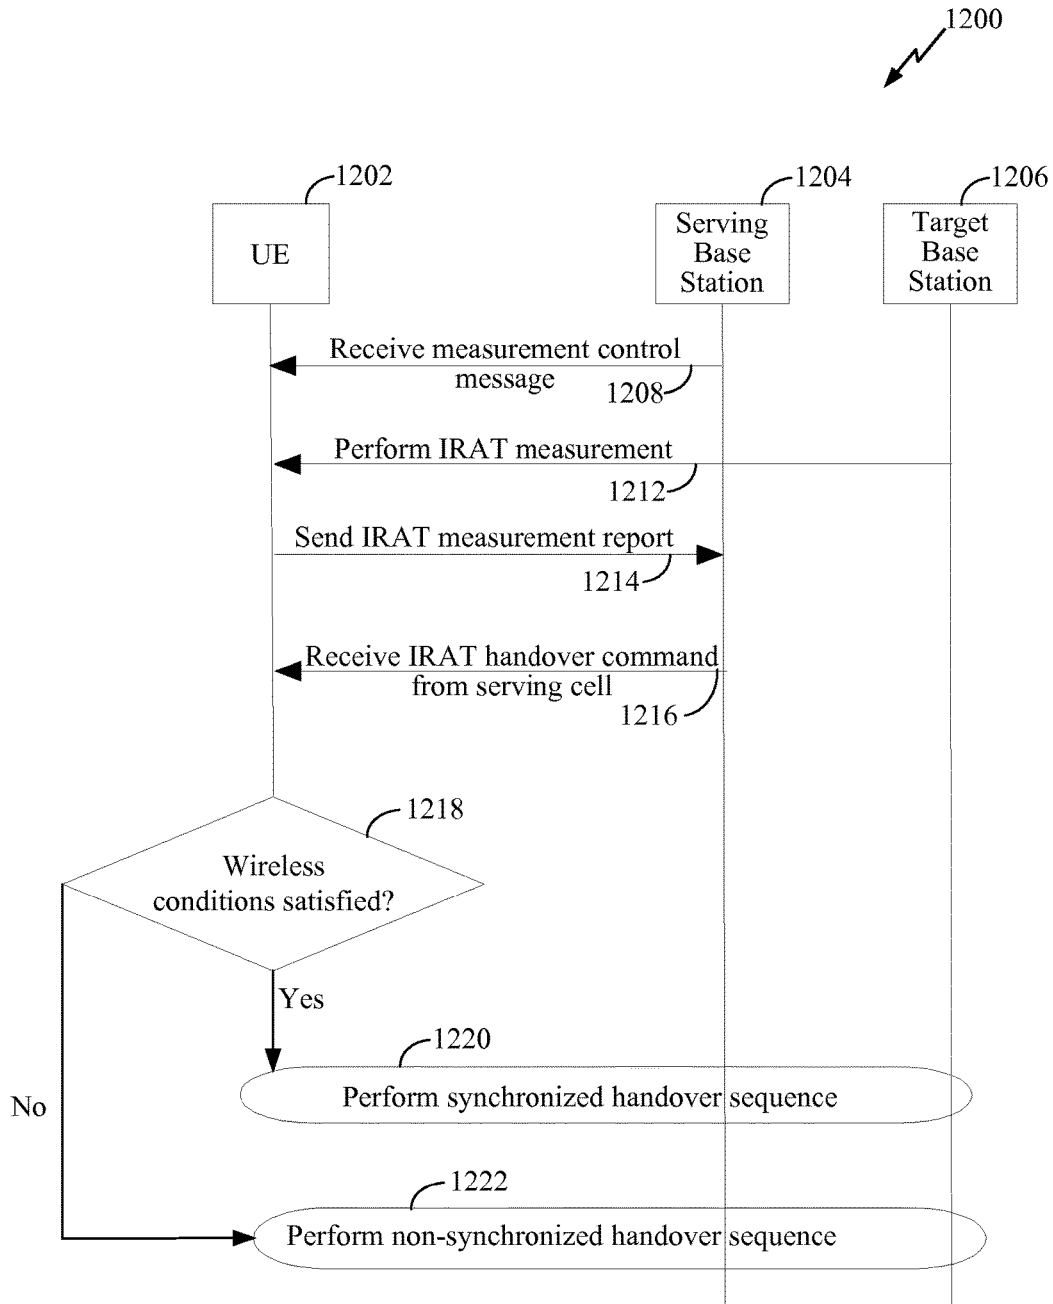 1200
1202
1204
1206
UE
Serving
Base
Station
Target
Base
Station
Receive measurement control
message
1208
Perform IRAT measurement
1212
Send IRAT measurement report
1214
Receive IRAT handover command
from serving cell
1216
1218
Wireless
conditions satisfied?
Yes
1220
Perform synchronized handover sequence
No
1222
Perform non-synchronized handover sequence